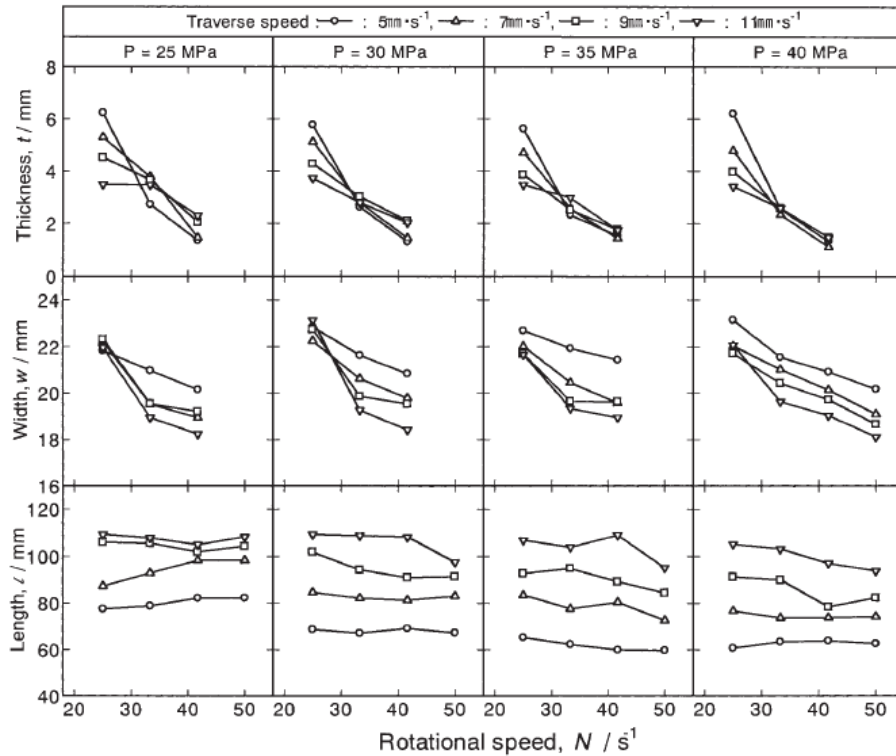 Traverse speed : ○ : 5mm·s⁻¹, △ : 7mm·s⁻¹, □ : 9mm·s⁻¹, ▽ : 11mm·s⁻¹
P = 25 MPa P = 30 MPa P = 35 MPa P = 40 MPa
Thickness, t / mm
8
6
4
2
0
Width, w / mm
24
22
20
18
16
Length, ℓ / mm
120
100
80
60
40
20 30 40 50 20 30 40 50 20 30 40 50 20 30 40 50
Rotational speed, N / s⁻¹